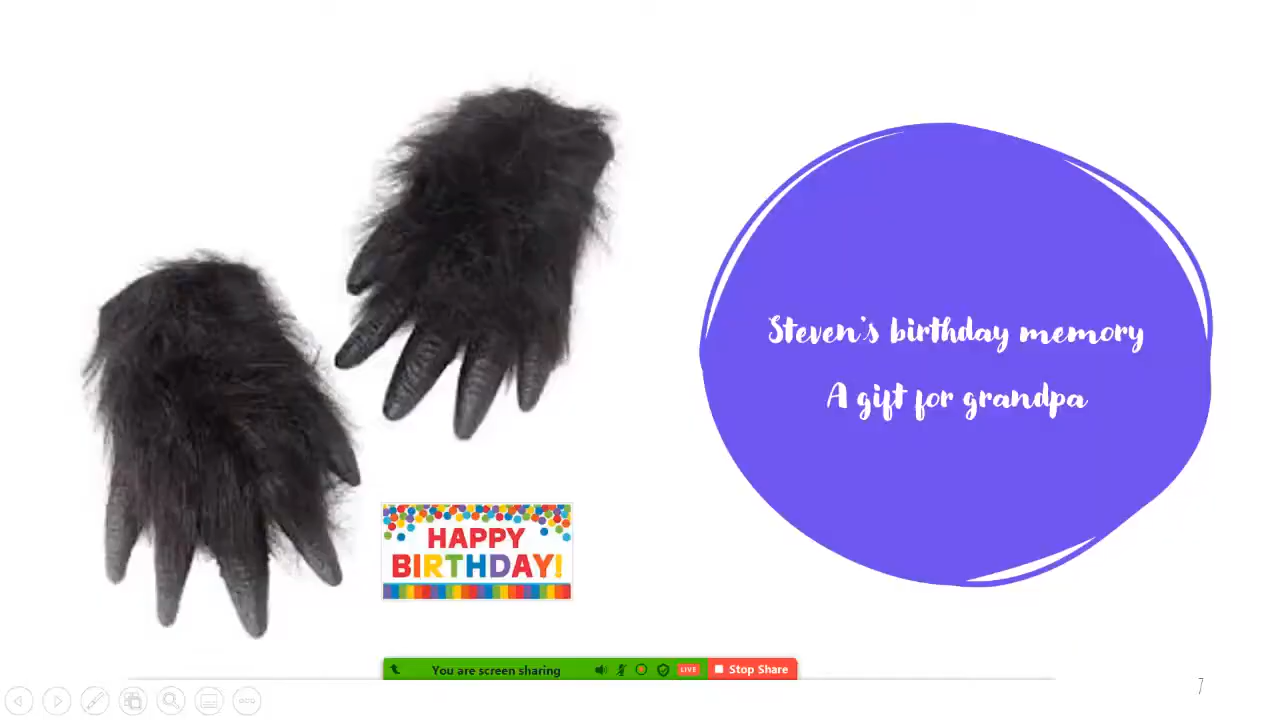 Steven's birthday memory
A gift for grandpa
HAPPY
BIRTHDAY!
You are screen sharing
LIVE
Stop Share
7